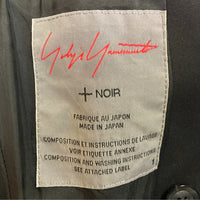 Yohji Yamamoto
+ NOIR
FABRIQUE AU JAPON
MADE IN JAPAN
COMPOSITION ET INSTRUCTIONS DE LAVAGE
VOIR ETIQUETTE ANNEXE
COMPOSITION AND WASHING INSTRUCTIONS
SEE ATTACHED LABEL